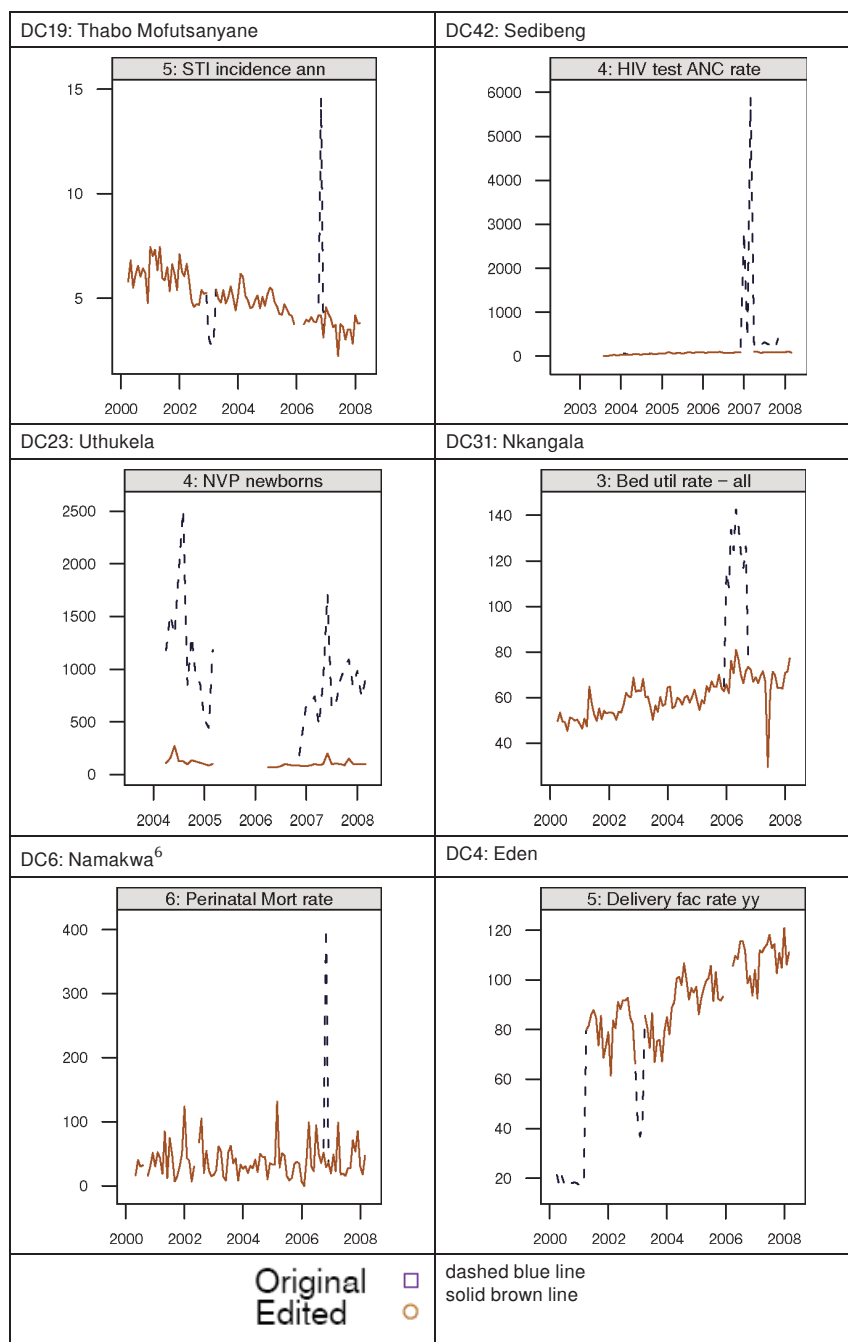 DC19: Thabo Mofutsanyane
DC42: Sedibeng
5: STI incidence ann
15
10
5
2000 2002 2004 2006 2008
4: HIV test ANC rate
6000
5000
4000
3000
2000
1000
0
2003 2004 2005 2006 2007 2008
DC23: Uthukela
DC31: Nkangala
4: NVP newborns
2500
2000
1500
1000
500
0
2004 2005 2006 2007 2008
3: Bed util rate – all
140
120
100
80
60
40
2000 2002 2004 2006 2008
DC6: Namakwa⁶
DC4: Eden
6: Perinatal Mort rate
400
300
200
100
0
2000 2002 2004 2006 2008
5: Delivery fac rate yy
120
100
80
60
40
20
2000 2002 2004 2006 2008
Original
Edited
dashed blue line
solid brown line